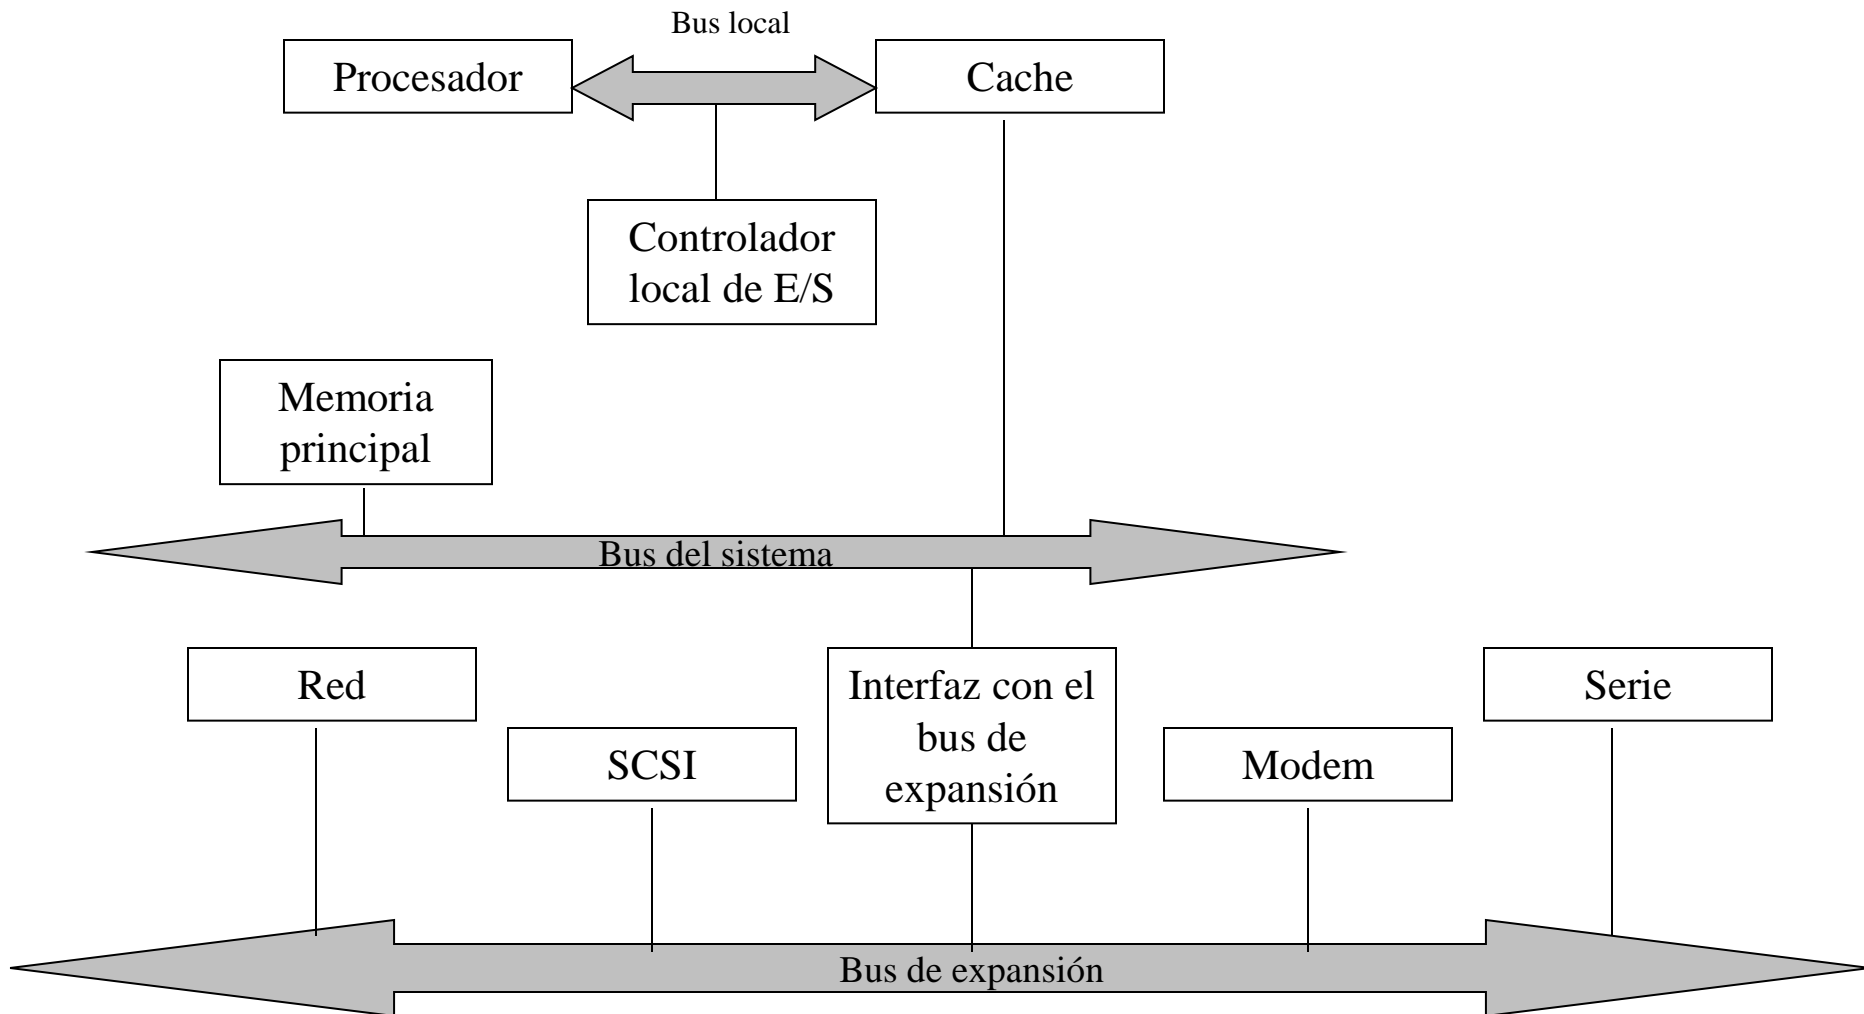 Bus local
Procesador
Cache
Controlador
local de E/S
Memoria
principal
Bus del sistema
Red
SCSI
Interfaz con el
bus de
expansión
Modem
Serie
Bus de expansión